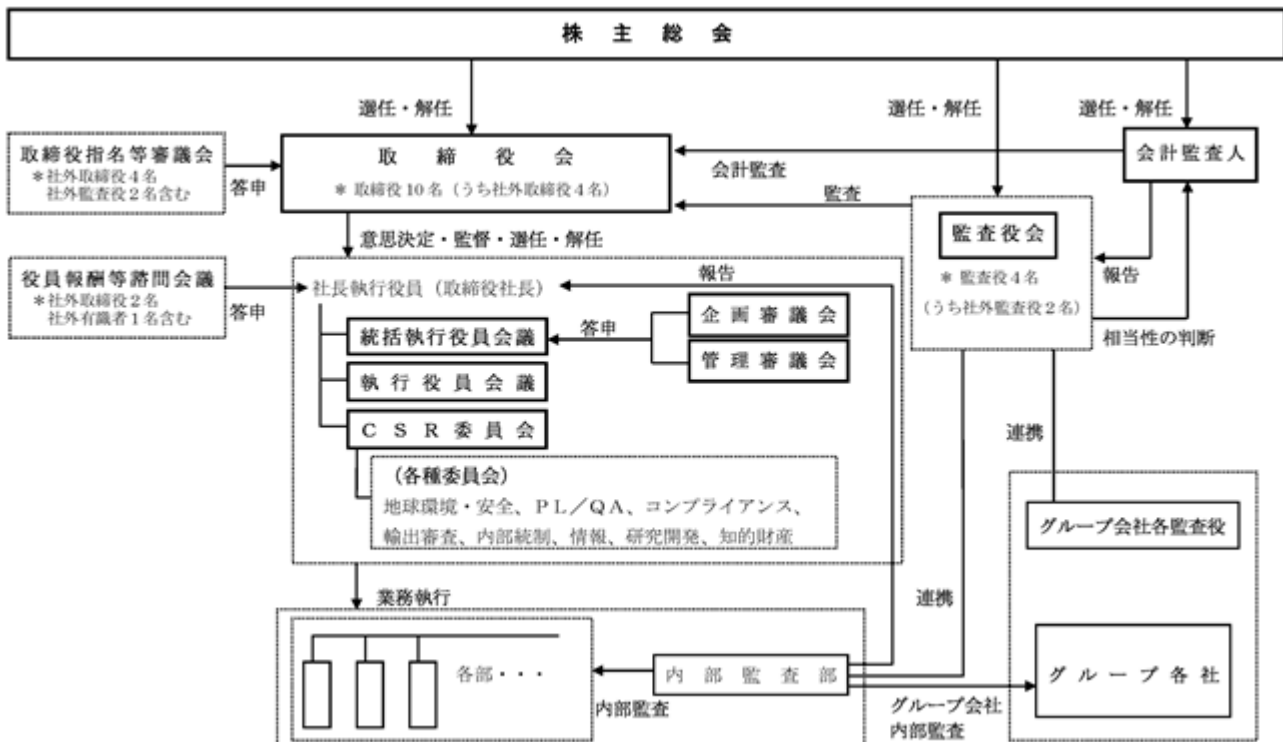 株主総会
選任・解任
選任・解任
選任・解任
取締役指名等審議会
＊社外取締役４名
社外監査役２名含む
答申
取締役会
＊ 取締役10名（うち社外取締役４名）
会計監査
会計監査人
監査
監査役会
＊ 監査役４名
（うち社外監査役２名）
報告
相当性の判断
意思決定・監督・選任・解任
役員報酬等諮問会議
＊社外取締役２名
社外有識者１名含む
答申
社長執行役員（取締役社長）
報告
統括執行役員会議
答申
企画審議会
管理審議会
執行役員会議
ＣＳＲ委員会
（各種委員会）
地球環境・安全、ＰＬ／ＱＡ、コンプライアンス、
輸出審査、内部統制、情報、研究開発、知的財産
連携
グループ会社各監査役
業務執行
連携
各部・・・
内部監査部
内部監査
グループ各社
グループ会社
内部監査